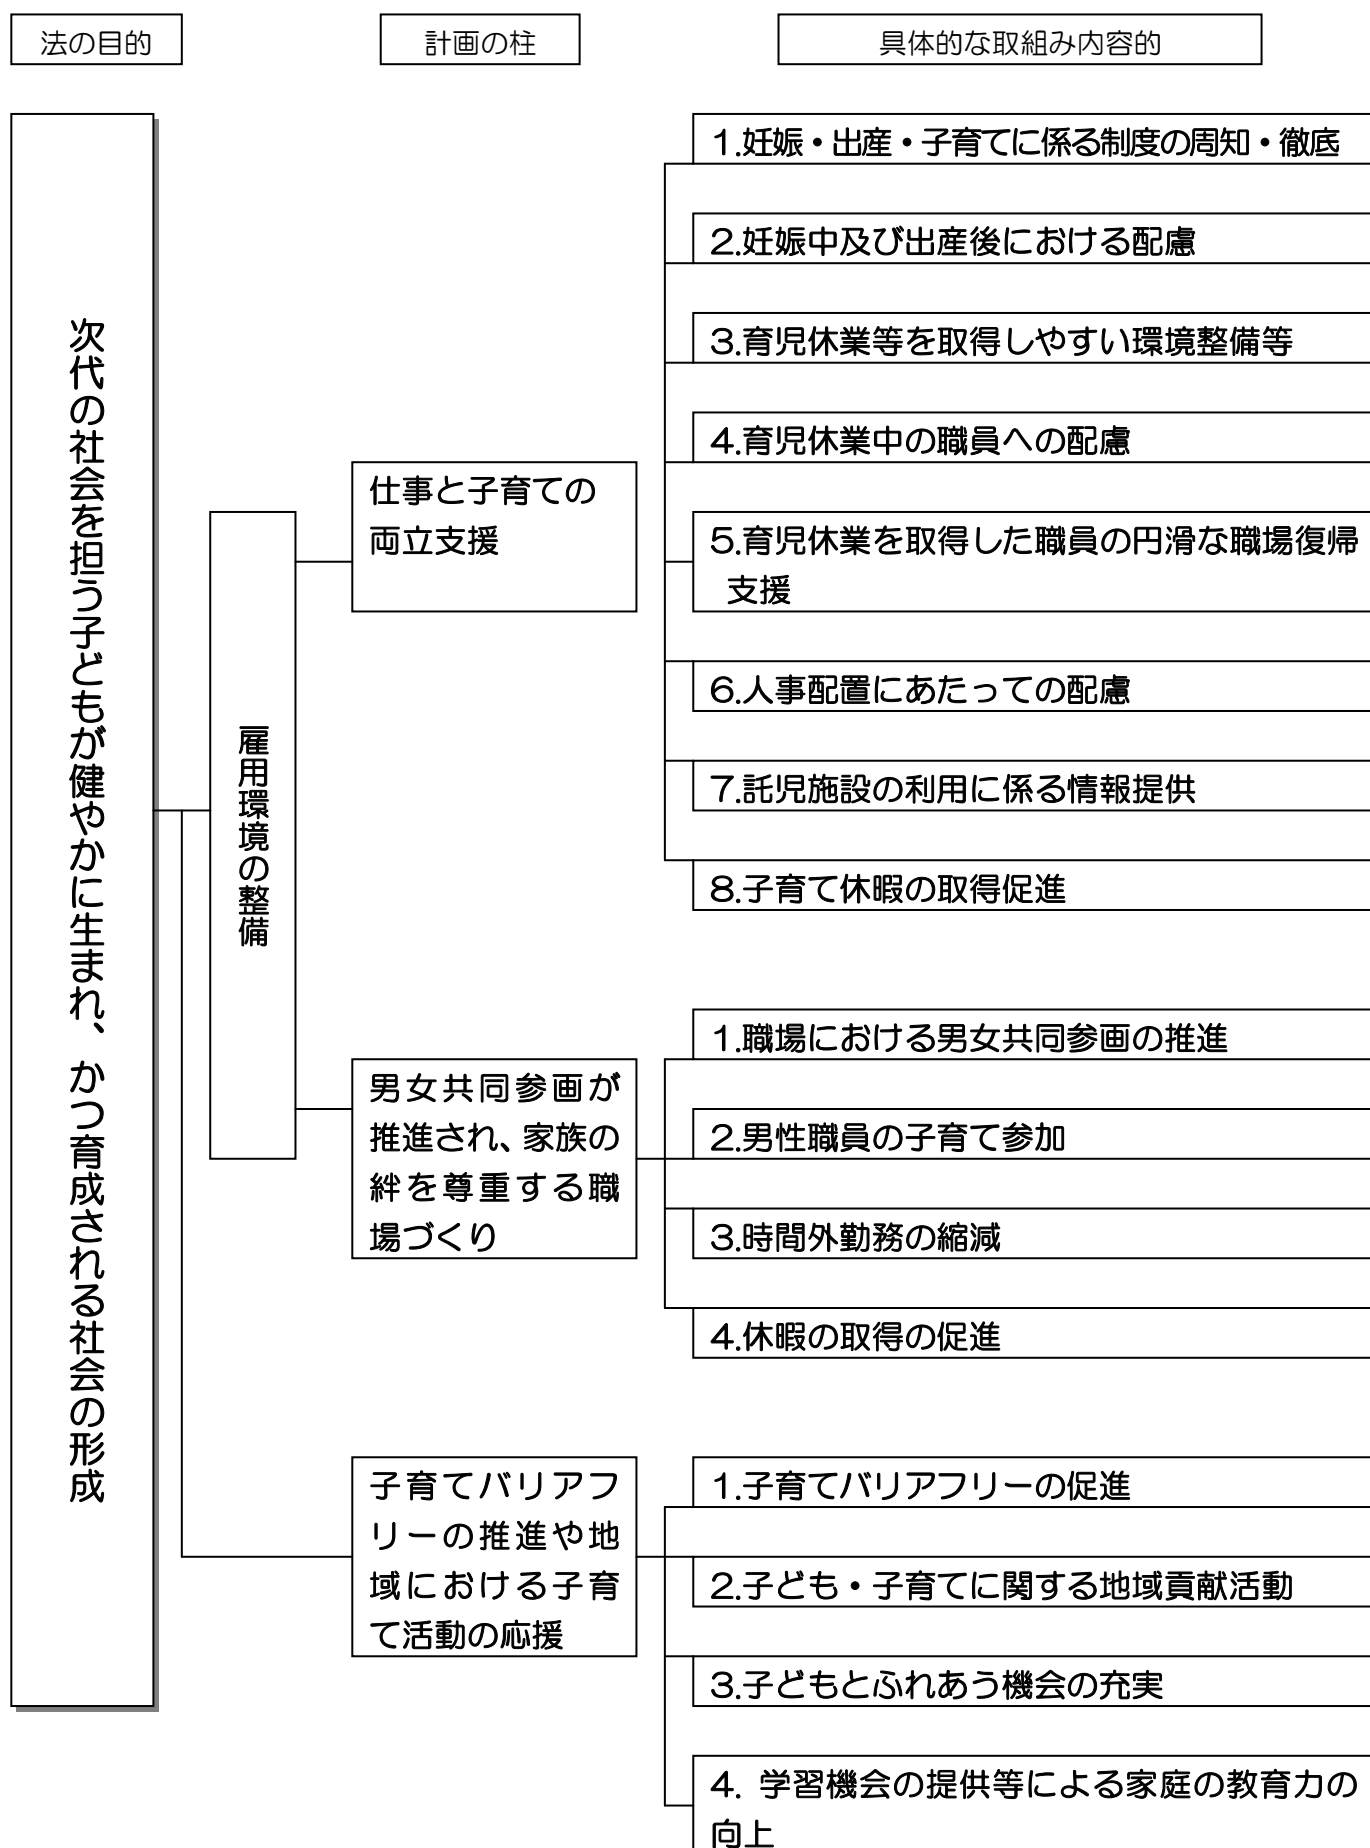 法の目的
計画の柱
具体的な取組み内容的
次代の社会を担う子どもが健やかに生まれ、かつ育成される社会の形成
雇用環境の整備
仕事と子育ての
両立支援
1.妊娠・出産・子育てに係る制度の周知・徹底
2.妊娠中及び出産後における配慮
3.育児休業等を取得しやすい環境整備等
4.育児休業中の職員への配慮
5.育児休業を取得した職員の円滑な職場復帰
支援
6.人事配置にあたっての配慮
7.託児施設の利用に係る情報提供
8.子育て休暇の取得促進
男女共同参画が
推進され、家族の
絆を尊重する職
場づくり
1.職場における男女共同参画の推進
2.男性職員の子育て参加
3.時間外勤務の縮減
4.休暇の取得の促進
子育てバリアフ
リーの推進や地
域における子育
て活動の応援
1.子育てバリアフリーの促進
2.子ども・子育てに関する地域貢献活動
3.子どもとふれあう機会の充実
4. 学習機会の提供等による家庭の教育力の
向上